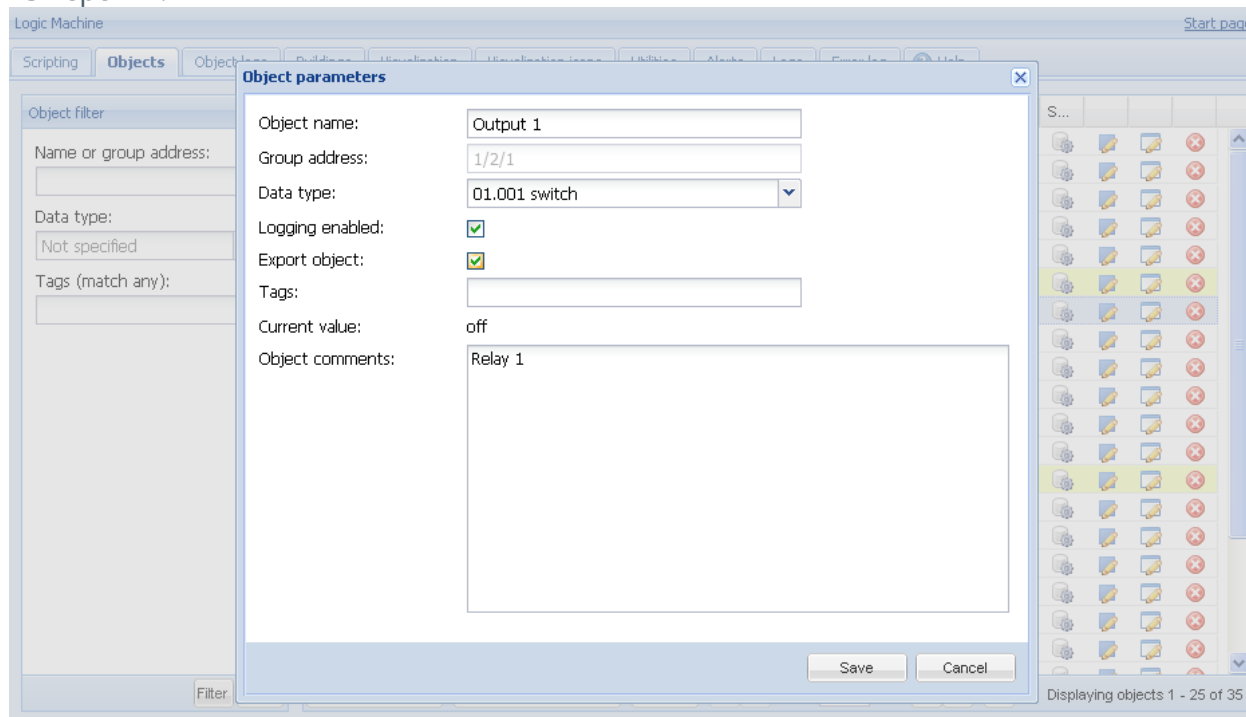 Logic Machine
Start page
Scripting
Objects
Object logs
Help
Object parameters
Object filter
Name or group address:
Data type:
Not specified
Tags (match any):
Filter
Object name:
Output 1
Group address:
1/2/1
Data type:
01.001 switch
Logging enabled:
Export object:
Tags:
Current value:
off
Object comments:
Relay 1
Save
Cancel
S...
Displaying objects 1 - 25 of 35